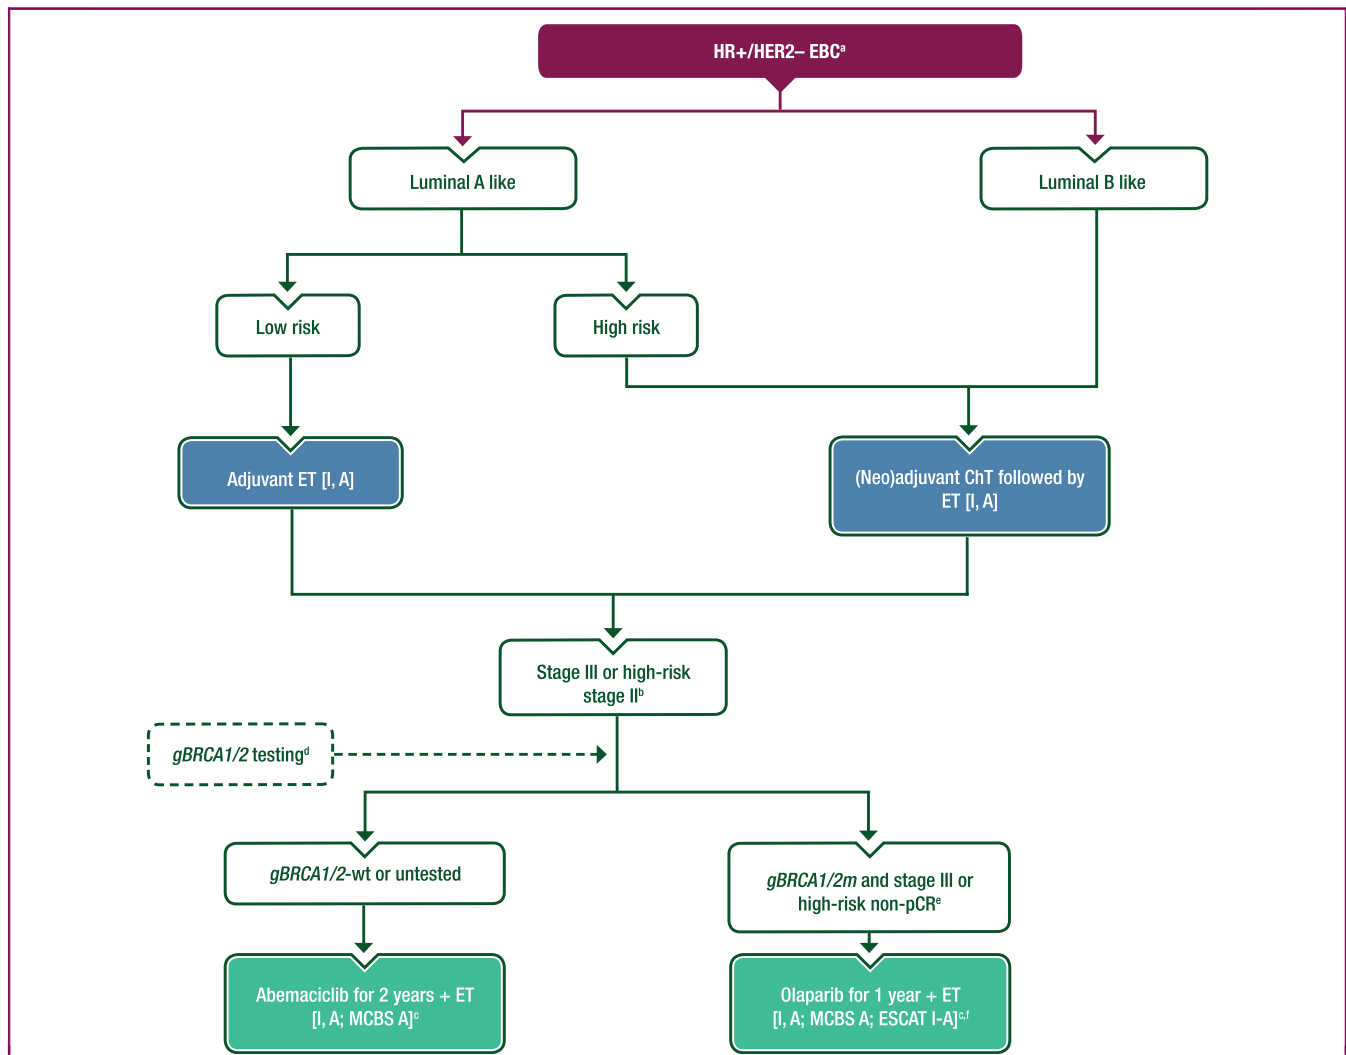 HR+/HER2– EBCᵃ
Luminal A like
Luminal B like
Low risk
High risk
Adjuvant ET [I, A]
(Neo)adjuvant ChT followed by
ET [I, A]
Stage III or high-risk
stage IIᵇ
gBRCA1/2 testingᵈ
gBRCA1/2-wt or untested
gBRCA1/2m and stage III or
high-risk non-pCRᵉ
Abemaciclib for 2 years + ET
[I, A; MCBS A]ᶜ
Olaparib for 1 year + ET
[I, A; MCBS A; ESCAT I-A]ᶜ,ᶠ